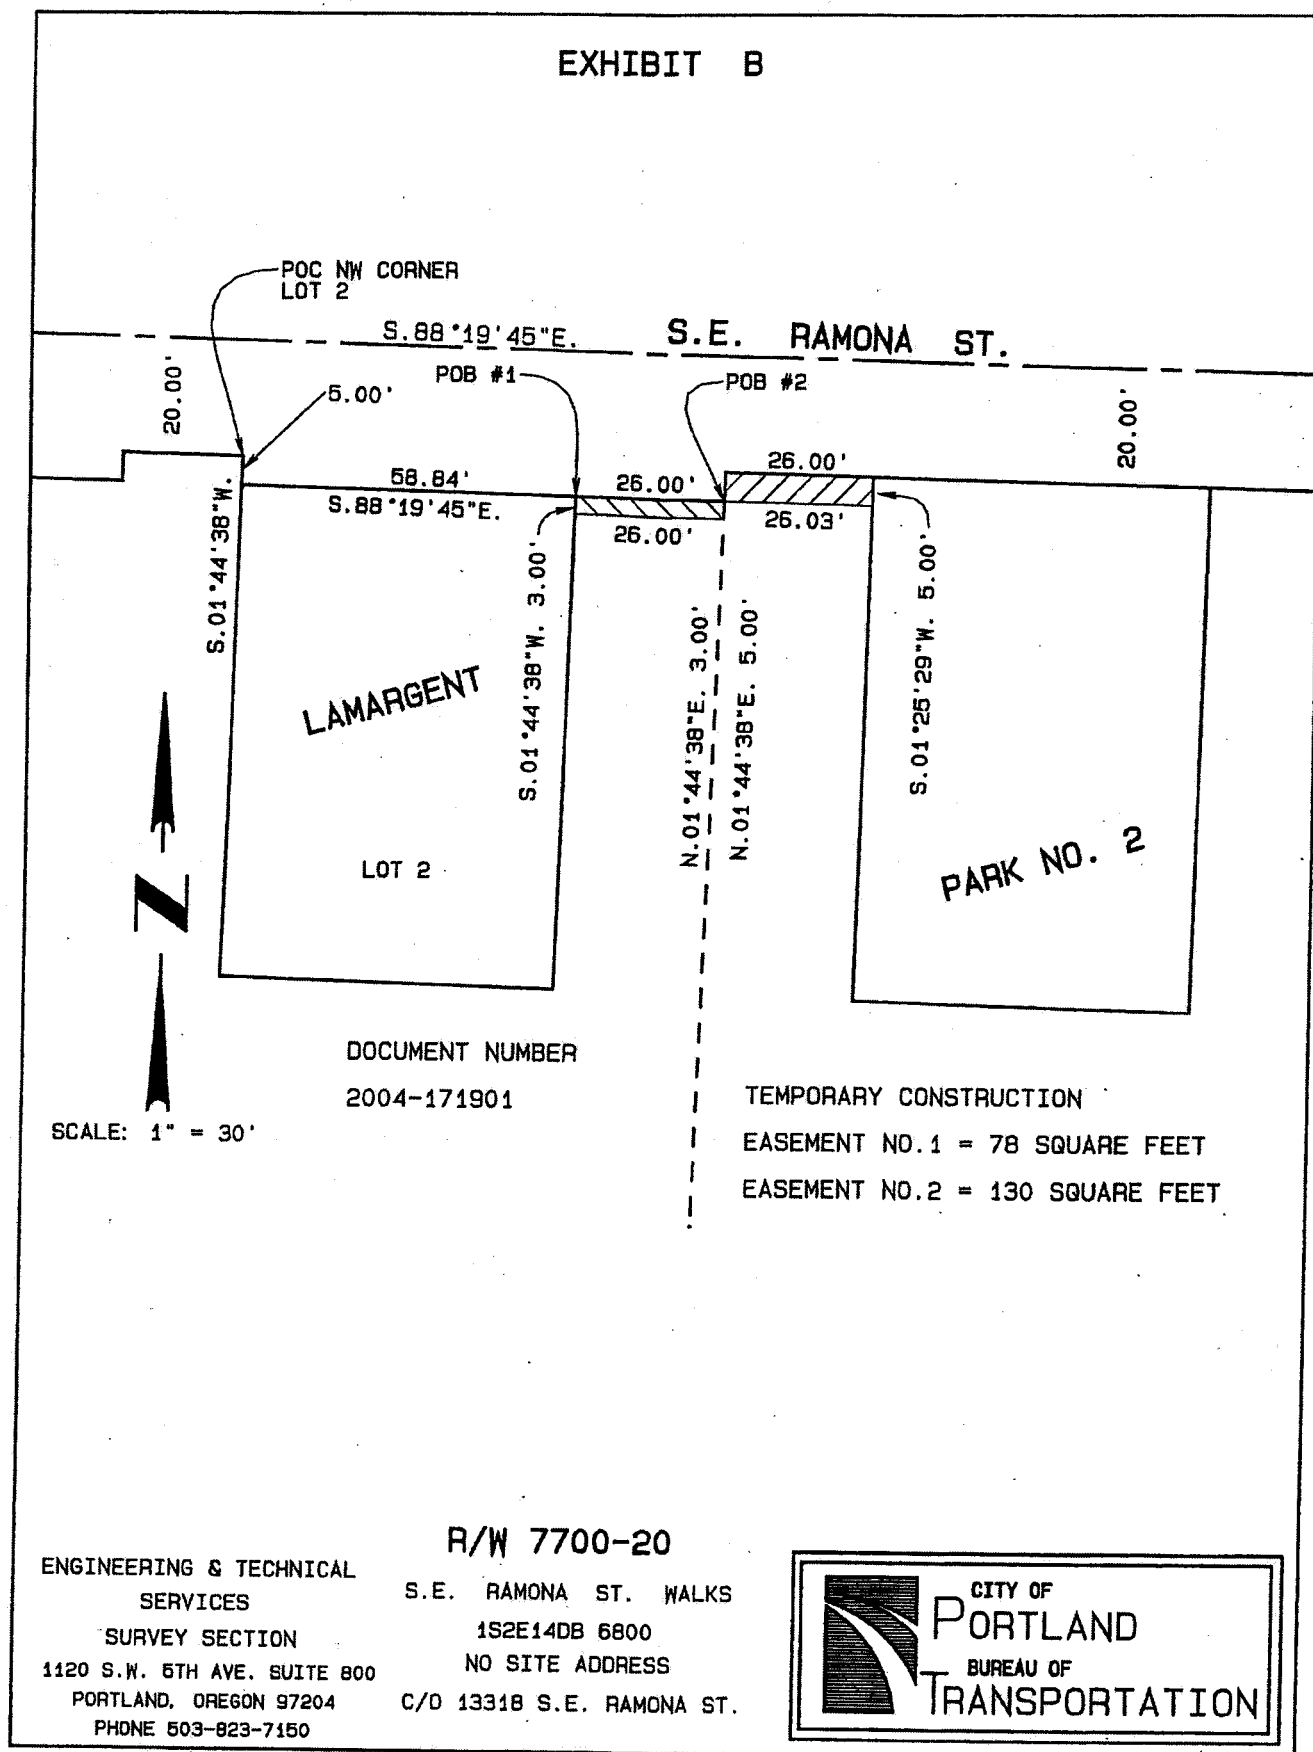 EXHIBIT B
POC NW CORNER
LOT 2
S.88°19'45"E.
S.E. RAMONA ST.
20.00'
POB #1
5.00'
POB #2
20.00'
58.84'
S.88°19'45"E.
26.00'
26.00'
26.00'
26.03'
S.01°44'38"W.
S.01°44'38"W. 3.00'
N.01°44'38"E. 3.00'
N.01°44'38"E. 5.00'
S.01°25'29"W. 5.00'
LAMARGENT
LOT 2
PARK NO. 2
N
DOCUMENT NUMBER
2004-171901
SCALE: 1" = 30'
TEMPORARY CONSTRUCTION
EASEMENT NO.1 = 78 SQUARE FEET
EASEMENT NO.2 = 130 SQUARE FEET
R/W 7700-20
ENGINEERING & TECHNICAL
SERVICES
SURVEY SECTION
1120 S.W. 5TH AVE. SUITE 800
PORTLAND, OREGON 97204
PHONE 503-823-7150
S.E. RAMONA ST. WALKS
1S2E14DB 6800
NO SITE ADDRESS
C/O 13318 S.E. RAMONA ST.
CITY OF
PORTLAND
BUREAU OF
TRANSPORTATION